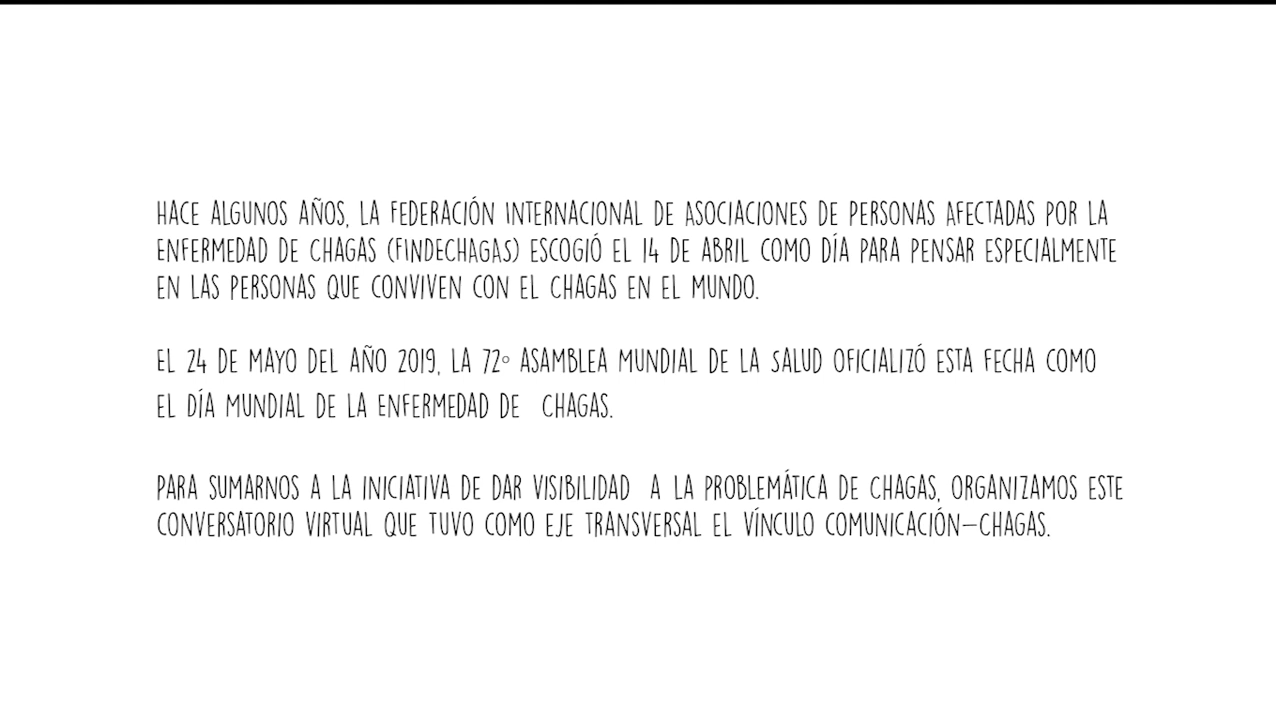 HACE ALGUNOS AÑOS, LA FEDERACIÓN INTERNACIONAL DE ASOCIACIONES DE PERSONAS AFECTADAS POR LA
ENFERMEDAD DE CHAGAS (FINDECHAGAS) ESCOGIÓ EL 14 DE ABRIL COMO DÍA PARA PENSAR ESPECIALMENTE
EN LAS PERSONAS QUE CONVIVEN CON EL CHAGAS EN EL MUNDO.
EL 24 DE MAYO DEL AÑO 2019, LA 72º ASAMBLEA MUNDIAL DE LA SALUD OFICIALIZÓ ESTA FECHA COMO
EL DÍA MUNDIAL DE LA ENFERMEDAD DE CHAGAS.
PARA SUMARNOS A LA INICIATIVA DE DAR VISIBILIDAD A LA PROBLEMÁTICA DE CHAGAS, ORGANIZAMOS ESTE
CONVERSATORIO VIRTUAL QUE TUVO COMO EJE TRANSVERSAL EL VÍNCULO COMUNICACIÓN-CHAGAS.